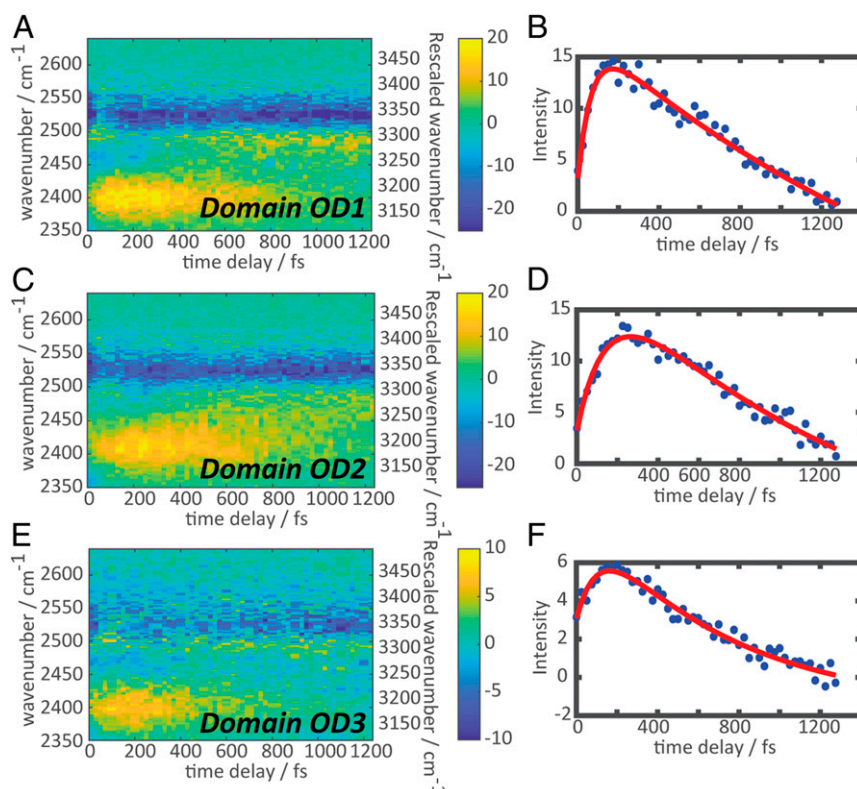 A
wavenumber / cm-1
2640
2600
2550
2500
2450
2400
2350
Domain OD1
0 200 400 600 800 1000 1200
time delay / fs
3450
3400
3350
3300
3250
3200
3150
Rescaled wavenumber / cm-1
20
10
0
-10
-20
B
Intensity
15
10
5
0
0 400 800 1200
time delay / fs
C
wavenumber / cm-1
2600
2550
2500
2450
2400
2350
Domain OD2
0 200 400 600 800 1000 1200
time delay / fs
3450
3400
3350
3300
3250
3200
3150
Rescaled wavenumber / cm-1
20
10
0
-10
-20
D
Intensity
15
10
5
0
0 400 600 800 1200
time delay / fs
E
wavenumber / cm-1
2600
2550
2500
2450
2400
2350
Domain OD3
0 200 400 600 800 1000 1200
time delay / fs
3450
3400
3350
3300
3250
3200
3150
Rescaled wavenumber / cm-1
10
5
0
-5
-10
F
Intensity
6
4
2
0
-2
0 400 800 1200
time delay / fs